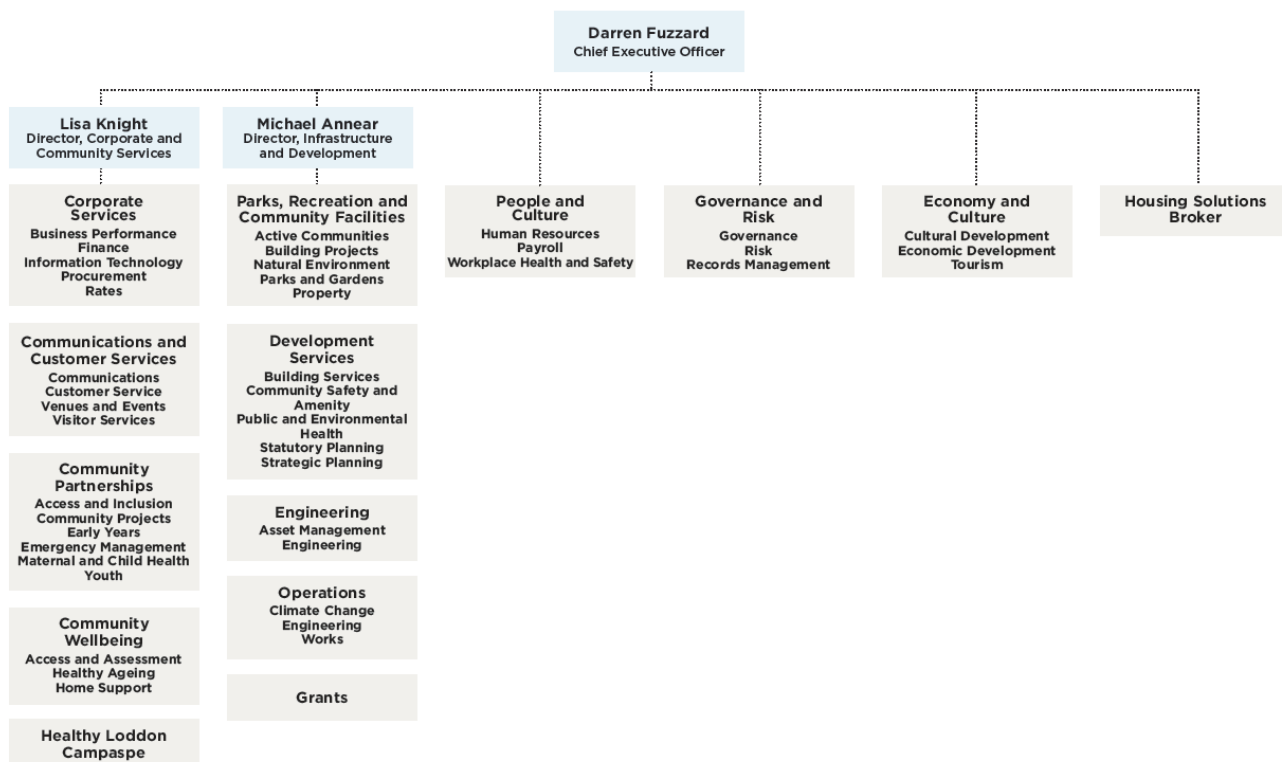 Darren Fuzzard
Chief Executive Officer
Lisa Knight
Director, Corporate and
Community Services
Michael Annear
Director, Infrastructure
and Development
Corporate
Services
Business Performance
Finance
Information Technology
Procurement
Rates
Communications and
Customer Services
Communications
Customer Service
Venues and Events
Visitor Services
Community
Partnerships
Access and Inclusion
Community Projects
Early Years
Emergency Management
Maternal and Child Health
Youth
Community
Wellbeing
Access and Assessment
Healthy Ageing
Home Support
Healthy Loddon
Campaspe
Parks, Recreation and
Community Facilities
Active Communities
Building Projects
Natural Environment
Parks and Gardens
Property
Development
Services
Building Services
Community Safety and
Amenity
Public and Environmental
Health
Statutory Planning
Strategic Planning
Engineering
Asset Management
Engineering
Operations
Climate Change
Engineering
Works
Grants
People and
Culture
Human Resources
Payroll
Workplace Health and Safety
Governance and
Risk
Governance
Risk
Records Management
Economy and
Culture
Cultural Development
Economic Development
Tourism
Housing Solutions
Broker